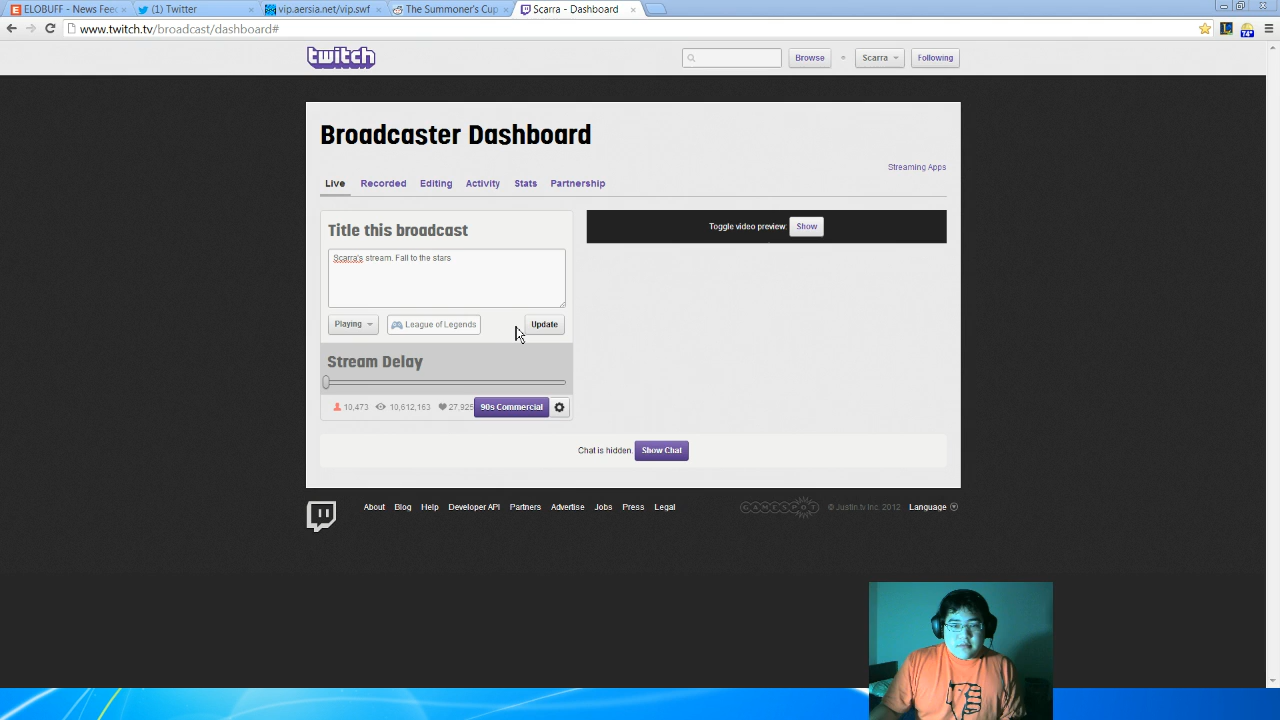 ELOBUFF - News Feed
(1) Twitter
vip.aersia.net/vip.swf
The Summoner's Cup
Scarra - Dashboard
www.twitch.tv/broadcast/dashboard#
74°
twitch
Browse
Scarra
Following
Broadcaster Dashboard
Streaming Apps
Live Recorded Editing Activity Stats Partnership
Title this broadcast
Toggle video preview: Show
Scarra's stream. Fall to the stars
Playing League of Legends Update
Stream Delay
10,473 10,612,163 27,925 90s Commercial
Chat is hidden. Show Chat
About Blog Help Developer API Partners Advertise Jobs Press Legal GAMESPOT © Justin.tv Inc. 2012 Language